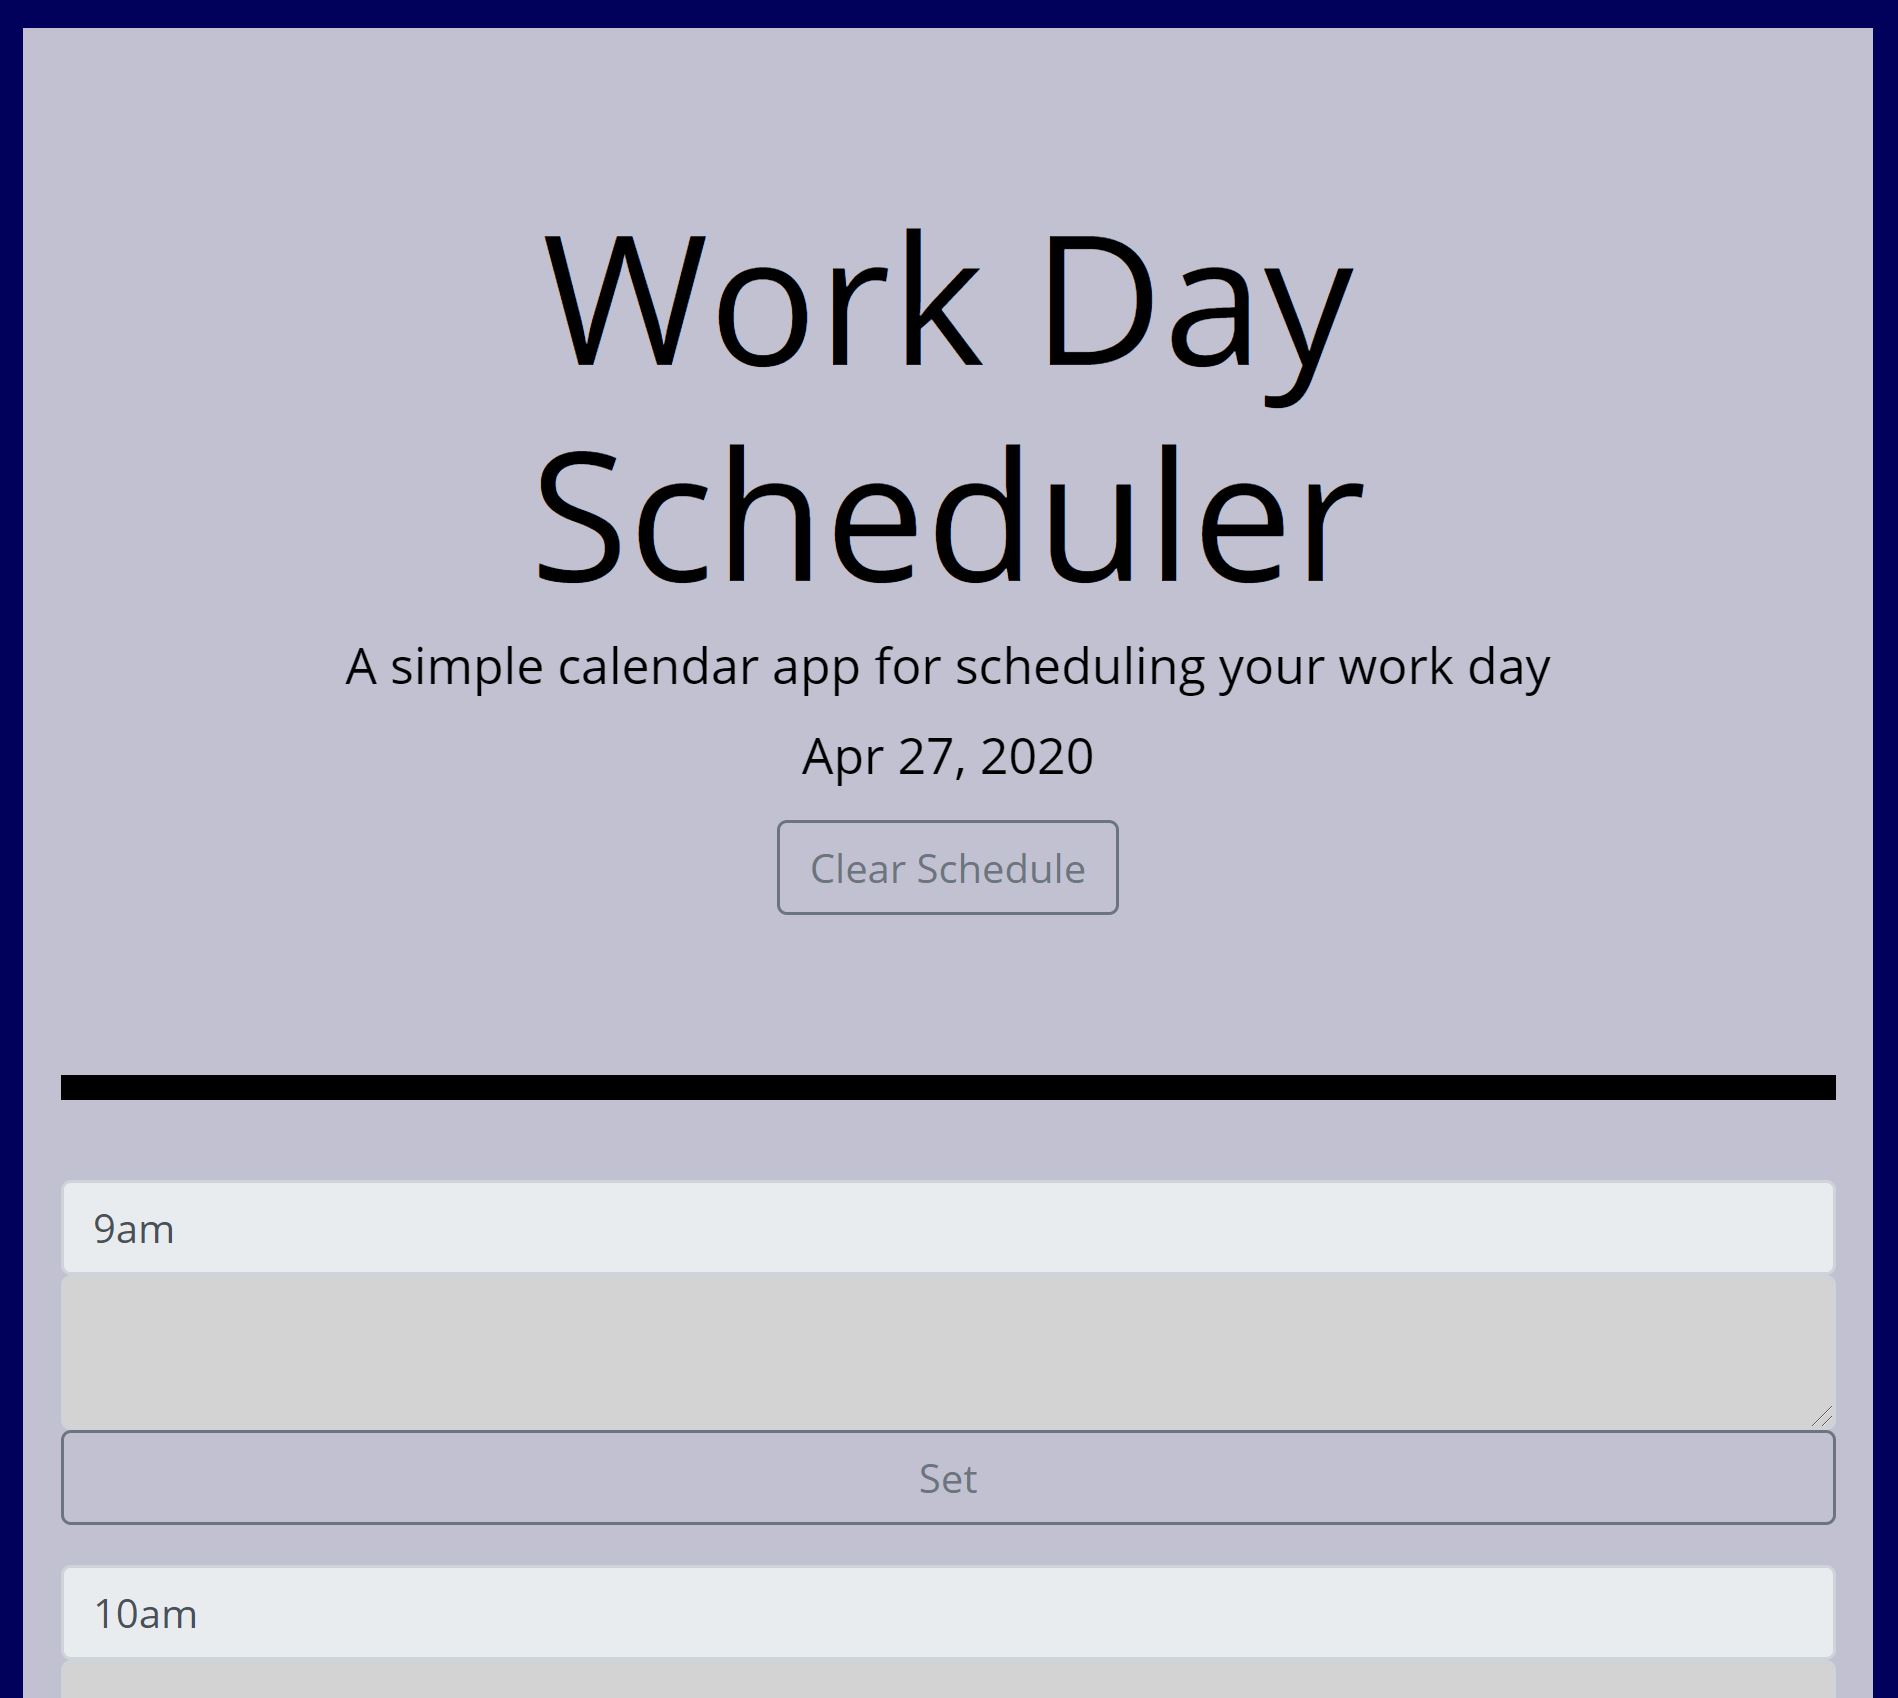 Work Day
Scheduler
A simple calendar app for scheduling your work day
Apr 27, 2020
Clear Schedule
9am
Set
10am